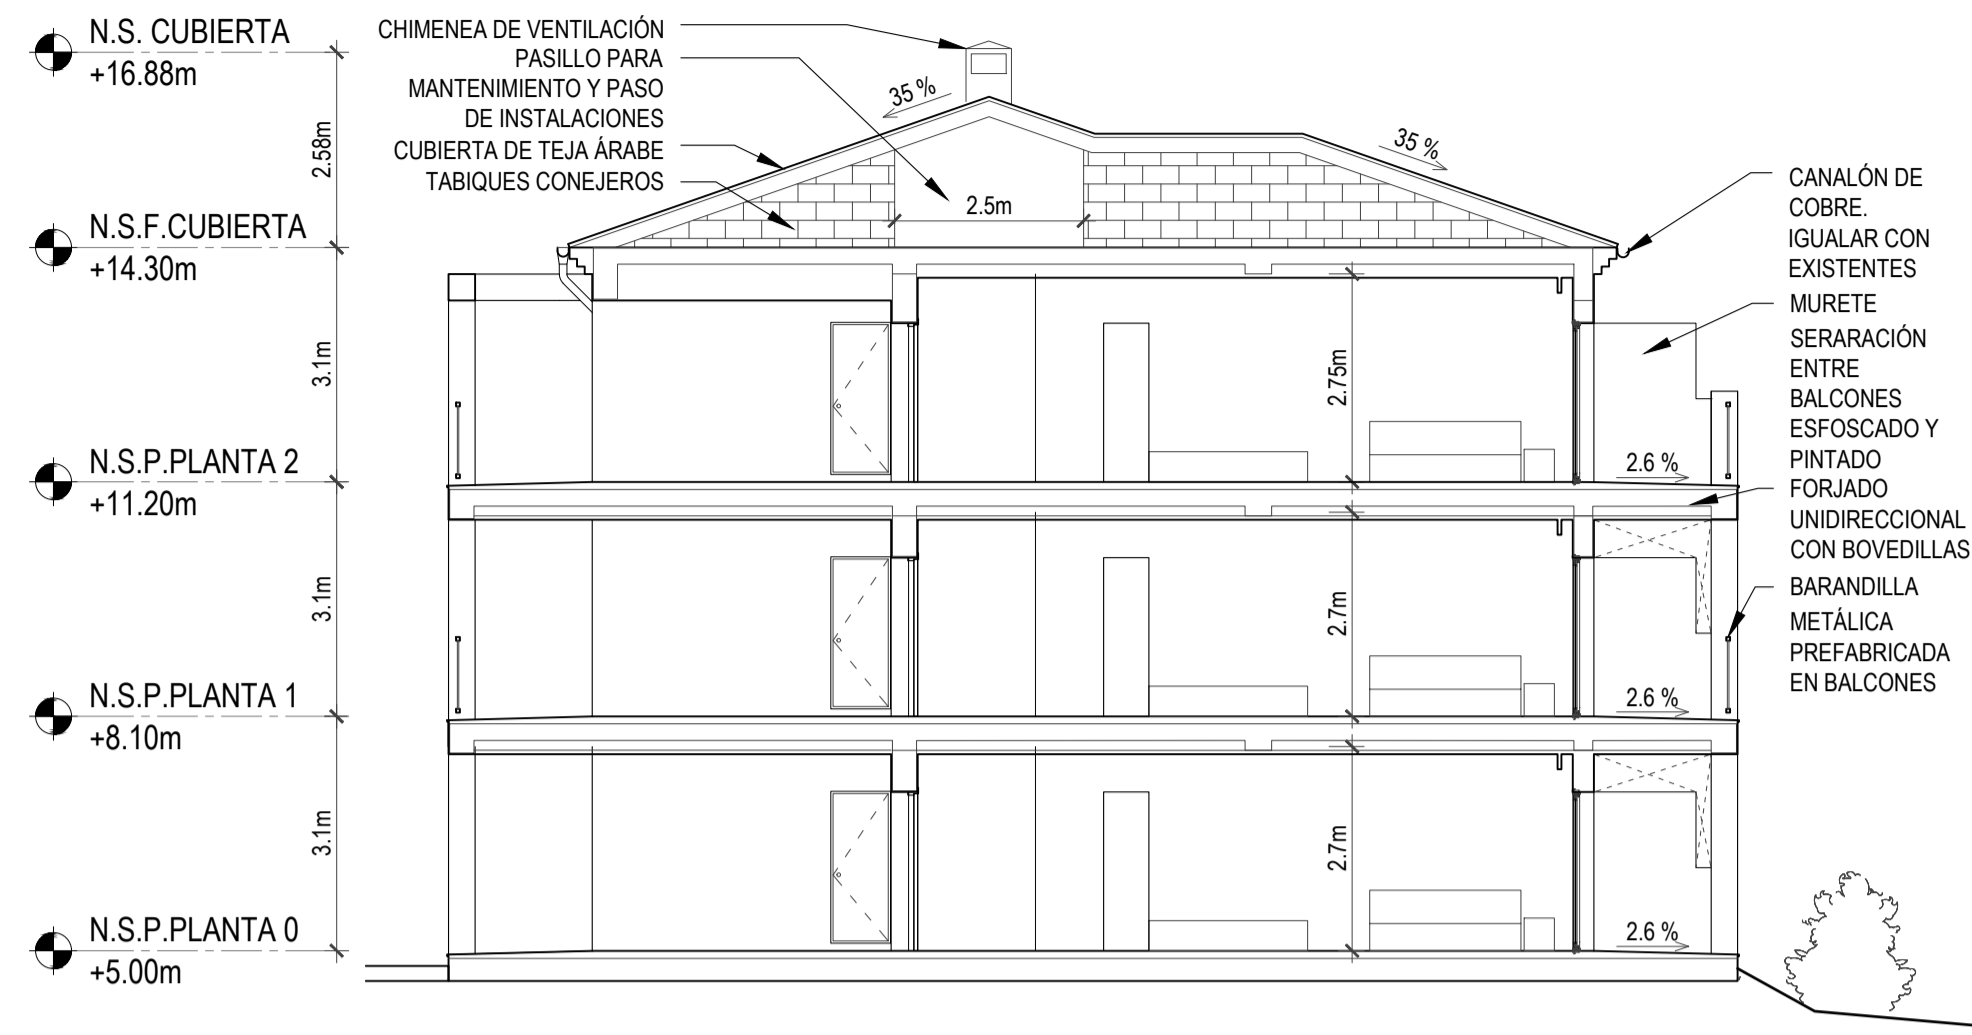 N.S. CUBIERTA
+16.88m
2.58m
N.S.F.CUBIERTA
+14.30m
3.1m
N.S.P.PLANTA 2
+11.20m
3.1m
N.S.P.PLANTA 1
+8.10m
3.1m
N.S.P.PLANTA 0
+5.00m
CHIMENEA DE VENTILACIÓN
PASILLO PARA
MANTENIMIENTO Y PASO
DE INSTALACIONES
CUBIERTA DE TEJA ÁRABE
TABIQUES CONEJEROS
35 %
35 %
2.5m
2.75m
2.6 %
2.7m
2.6 %
2.7m
2.6 %
CANALÓN DE
COBRE.
IGUALAR CON
EXISTENTES
MURETE
SERARACIÓN
ENTRE
BALCONES
ESFOSCADO Y
PINTADO
FORJADO
UNIDIRECCIONAL
CON BOVEDILLAS
BARANDILLA
METÁLICA
PREFABRICADA
EN BALCONES